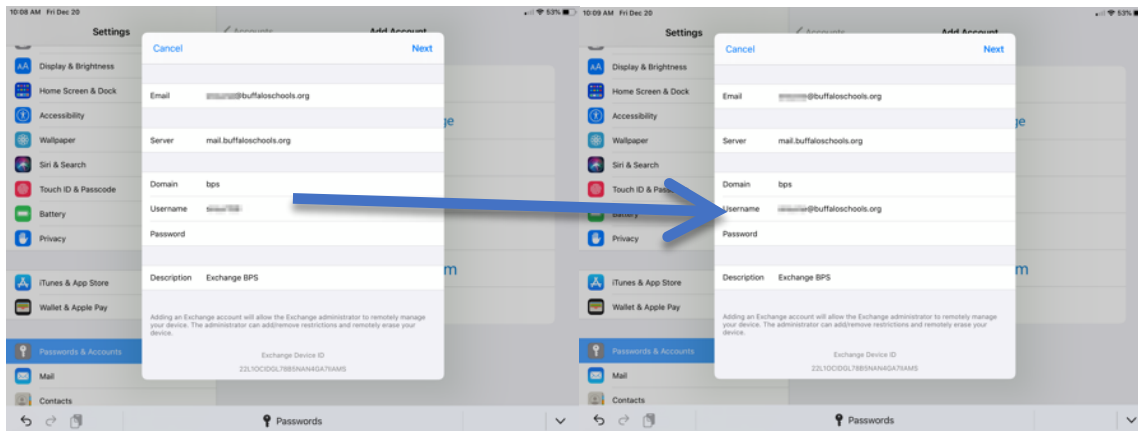 10:08 AM Fri Dec 20
53%
Settings
Accounts
Add Account
Display & Brightness
Home Screen & Dock
Accessibility
Wallpaper
Siri & Search
Touch ID & Passcode
Battery
Privacy
iTunes & App Store
Wallet & Apple Pay
Passwords & Accounts
Mail
Contacts
Cancel
Next
Email @buffaloschools.org
Server mail.buffaloschools.org
Domain bps
Username
Password
Description Exchange BPS
Adding an Exchange account will allow the Exchange administrator to remotely manage
your device. The administrator can add/remove restrictions and remotely erase your
device.
Exchange Device ID
ge
m
Passwords
10:09 AM Fri Dec 20
53%
Settings
Accounts
Add Account
Display & Brightness
Home Screen & Dock
Accessibility
Wallpaper
Siri & Search
Touch ID &
Battery
Privacy
iTunes & App Store
Wallet & Apple Pay
Passwords & Accounts
Mail
Contacts
Cancel
Next
Email @buffaloschools.org
Server mail.buffaloschools.org
Domain bps
Username @buffaloschools.org
Password
Description Exchange BPS
Adding an Exchange account will allow the Exchange administrator to remotely manage
your device. The administrator can add/remove restrictions and remotely erase your
device.
Exchange Device ID
ge
m
Passwords